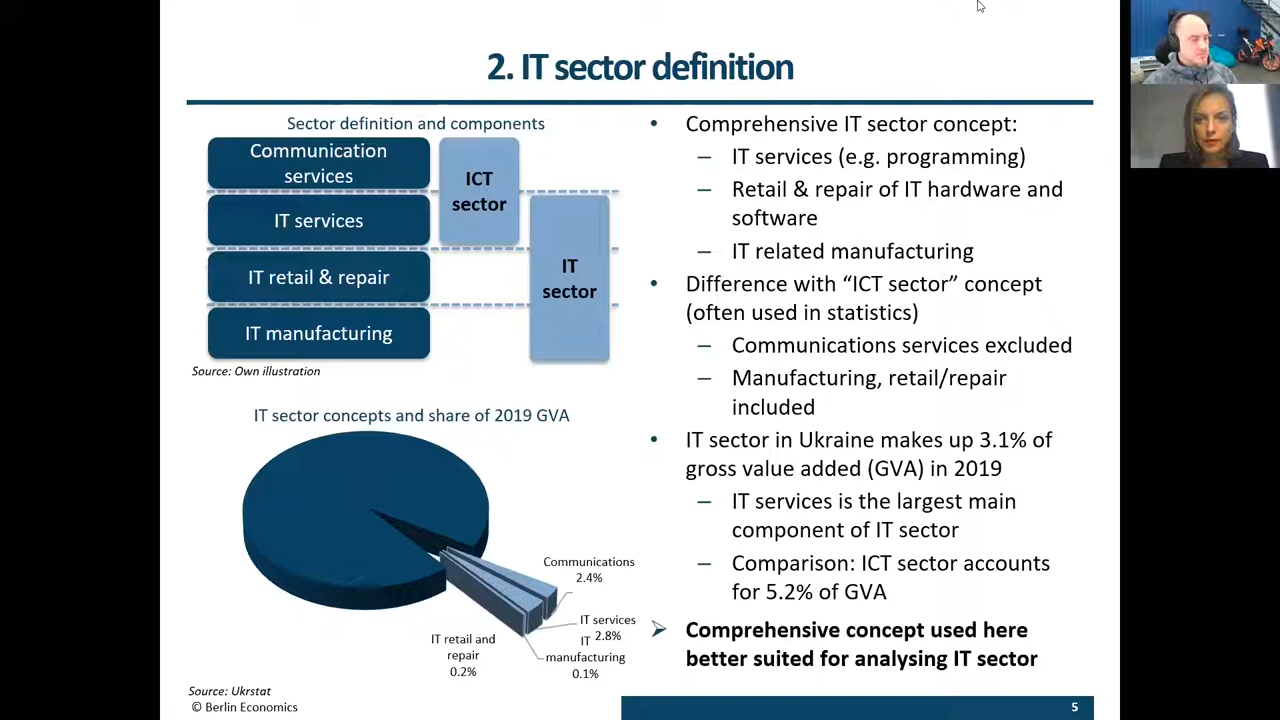 2. IT sector definition
Sector definition and components
Communication
services
IT services
IT retail & repair
IT manufacturing
ICT
sector
IT
sector
Source: Own illustration
IT sector concepts and share of 2019 GVA
Communications
2.4%
IT services
2.8%
IT
manufacturing
0.1%
IT retail and
repair
0.2%
Source: Ukrstat
© Berlin Economics
• Comprehensive IT sector concept:
– IT services (e.g. programming)
– Retail & repair of IT hardware and
software
– IT related manufacturing
• Difference with “ICT sector” concept
(often used in statistics)
– Communications services excluded
– Manufacturing, retail/repair
included
• IT sector in Ukraine makes up 3.1% of
gross value added (GVA) in 2019
– IT services is the largest main
component of IT sector
– Comparison: ICT sector accounts
for 5.2% of GVA
➢ Comprehensive concept used here
better suited for analysing IT sector
5